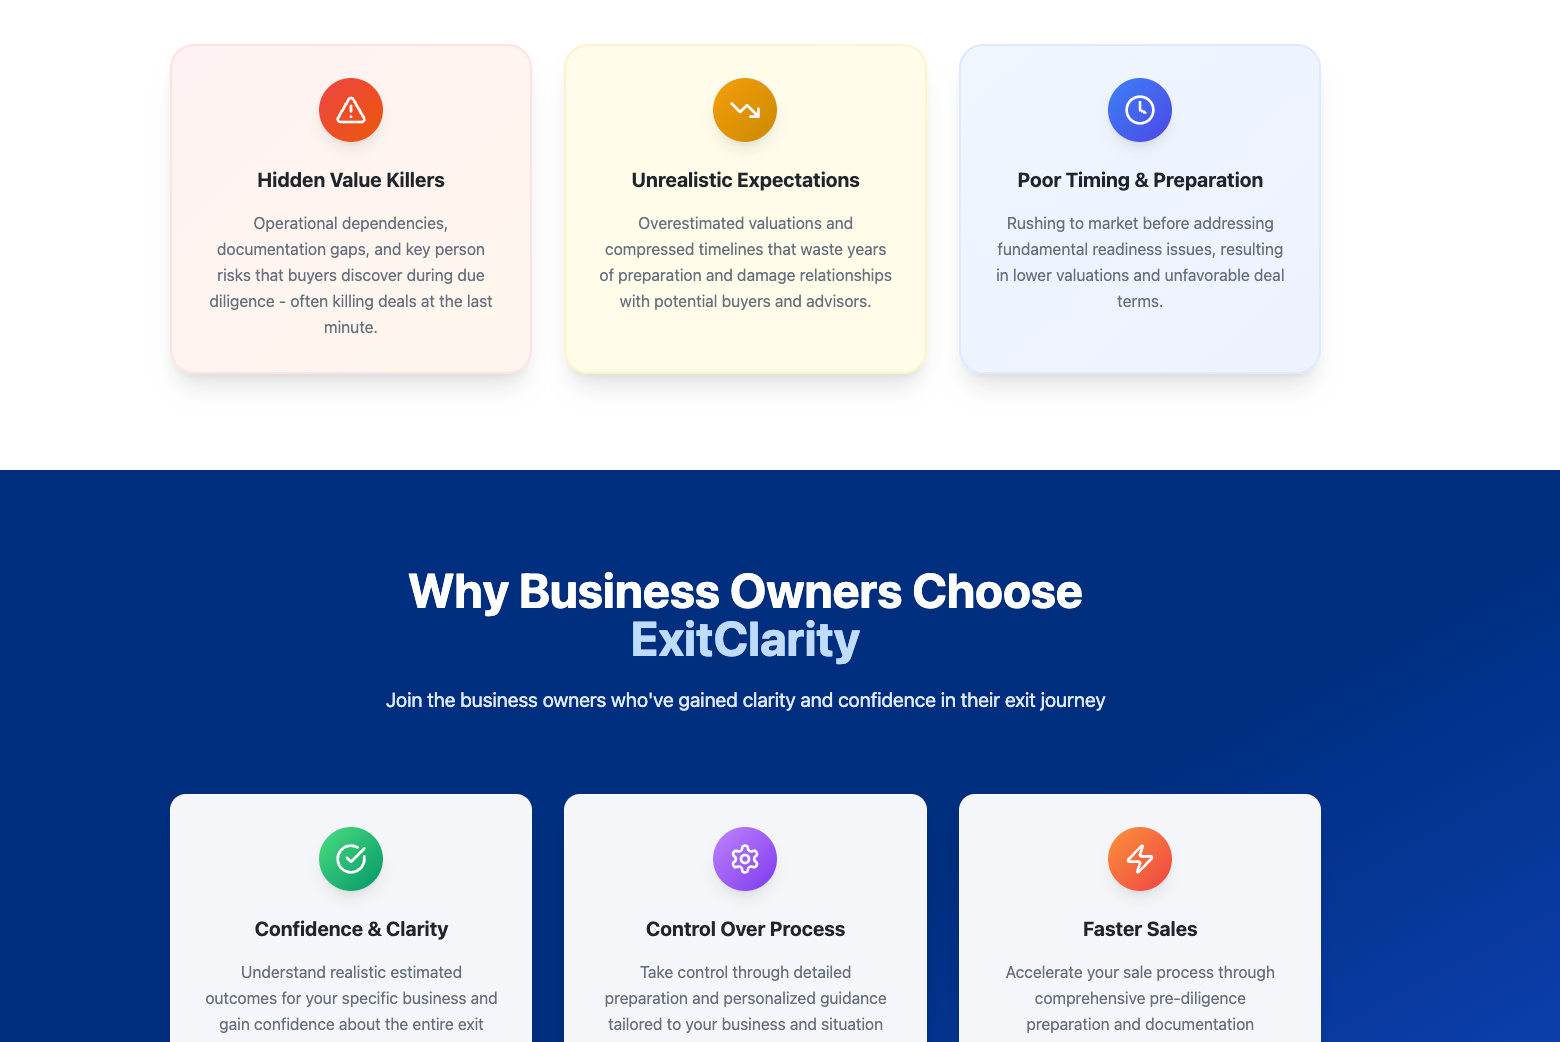 Hidden Value Killers
Operational dependencies,
documentation gaps, and key person
risks that buyers discover during due
diligence - often killing deals at the last
minute.
Unrealistic Expectations
Overestimated valuations and
compressed timelines that waste years
of preparation and damage relationships
with potential buyers and advisors.
Poor Timing & Preparation
Rushing to market before addressing
fundamental readiness issues, resulting
in lower valuations and unfavorable deal
terms.
Why Business Owners Choose
ExitClarity
Join the business owners who've gained clarity and confidence in their exit journey
Confidence & Clarity
Understand realistic estimated
outcomes for your specific business and
gain confidence about the entire exit
Control Over Process
Take control through detailed
preparation and personalized guidance
tailored to your business and situation
Faster Sales
Accelerate your sale process through
comprehensive pre-diligence
preparation and documentation